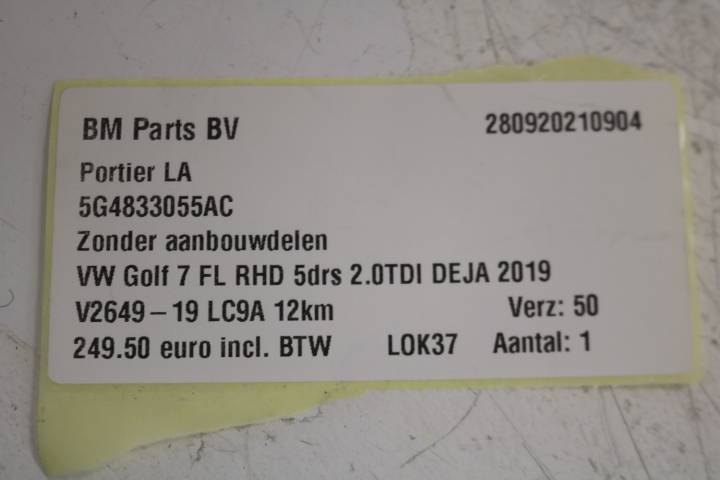 BM Parts BV 280920210904
Portier LA
5G4833055AC
Zonder aanbouwdelen
VW Golf 7 FL RHD 5drs 2.0TDI DEJA 2019
V2649-19 LC9A 12km Verz: 50
249.50 euro incl. BTW LOK37 Aantal: 1